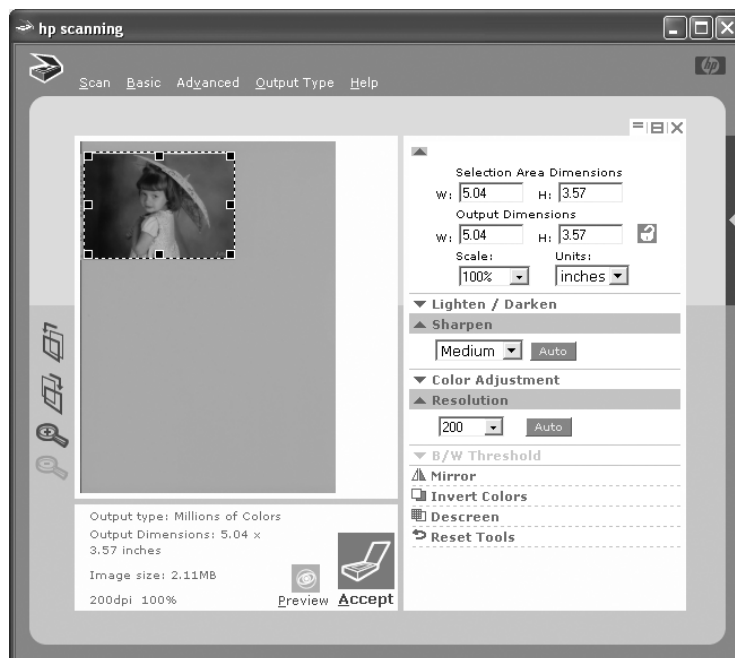 hp scanning
hp
Scan Basic Advanced Output Type Help
Selection Area Dimensions
W: 5.04 H: 3.57
Output Dimensions
W: 5.04 H: 3.57
Scale: Units:
100% inches
Lighten / Darken
Sharpen
Medium Auto
Color Adjustment
Resolution
200 Auto
B/W Threshold
Mirror
Invert Colors
Descreen
Reset Tools
Output type: Millions of Colors
Output Dimensions: 5.04 x
3.57 inches
Image size: 2.11MB
200dpi 100%
Preview Accept